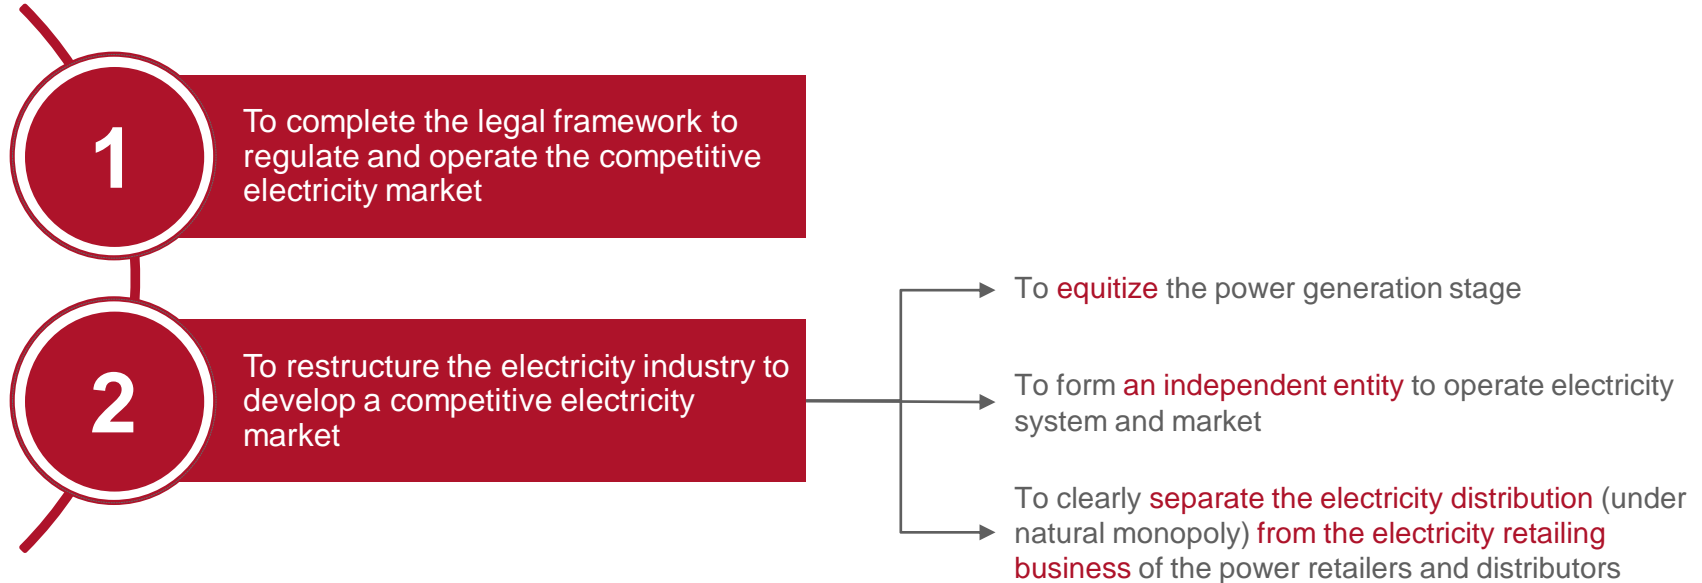 1
To complete the legal framework to
regulate and operate the competitive
electricity market
2
To restructure the electricity industry to
develop a competitive electricity
market
To equitize the power generation stage
To form an independent entity to operate electricity
system and market
To clearly separate the electricity distribution (under
natural monopoly) from the electricity retailing
business of the power retailers and distributors